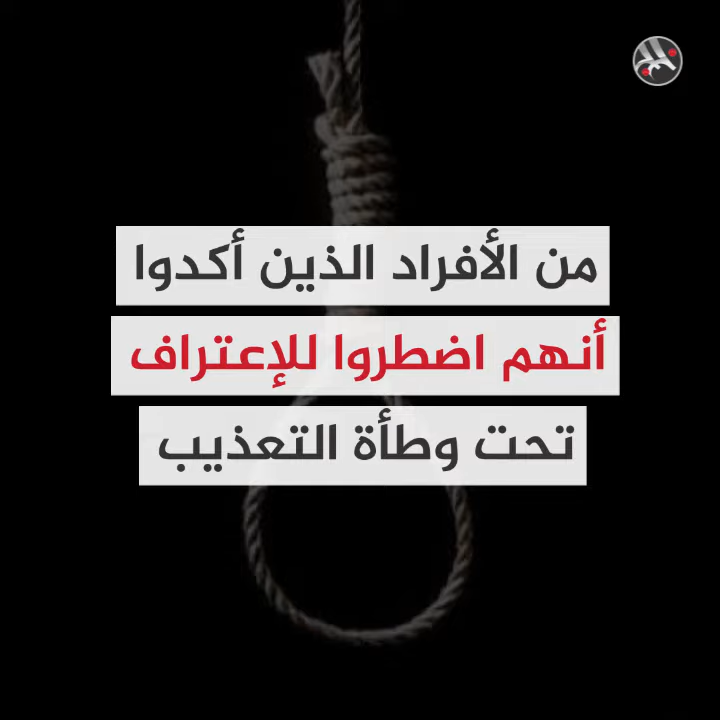 من الأفراد الذين أكدوا
أنهم اضطروا للإعتراف
تحت وطأة التعذيب